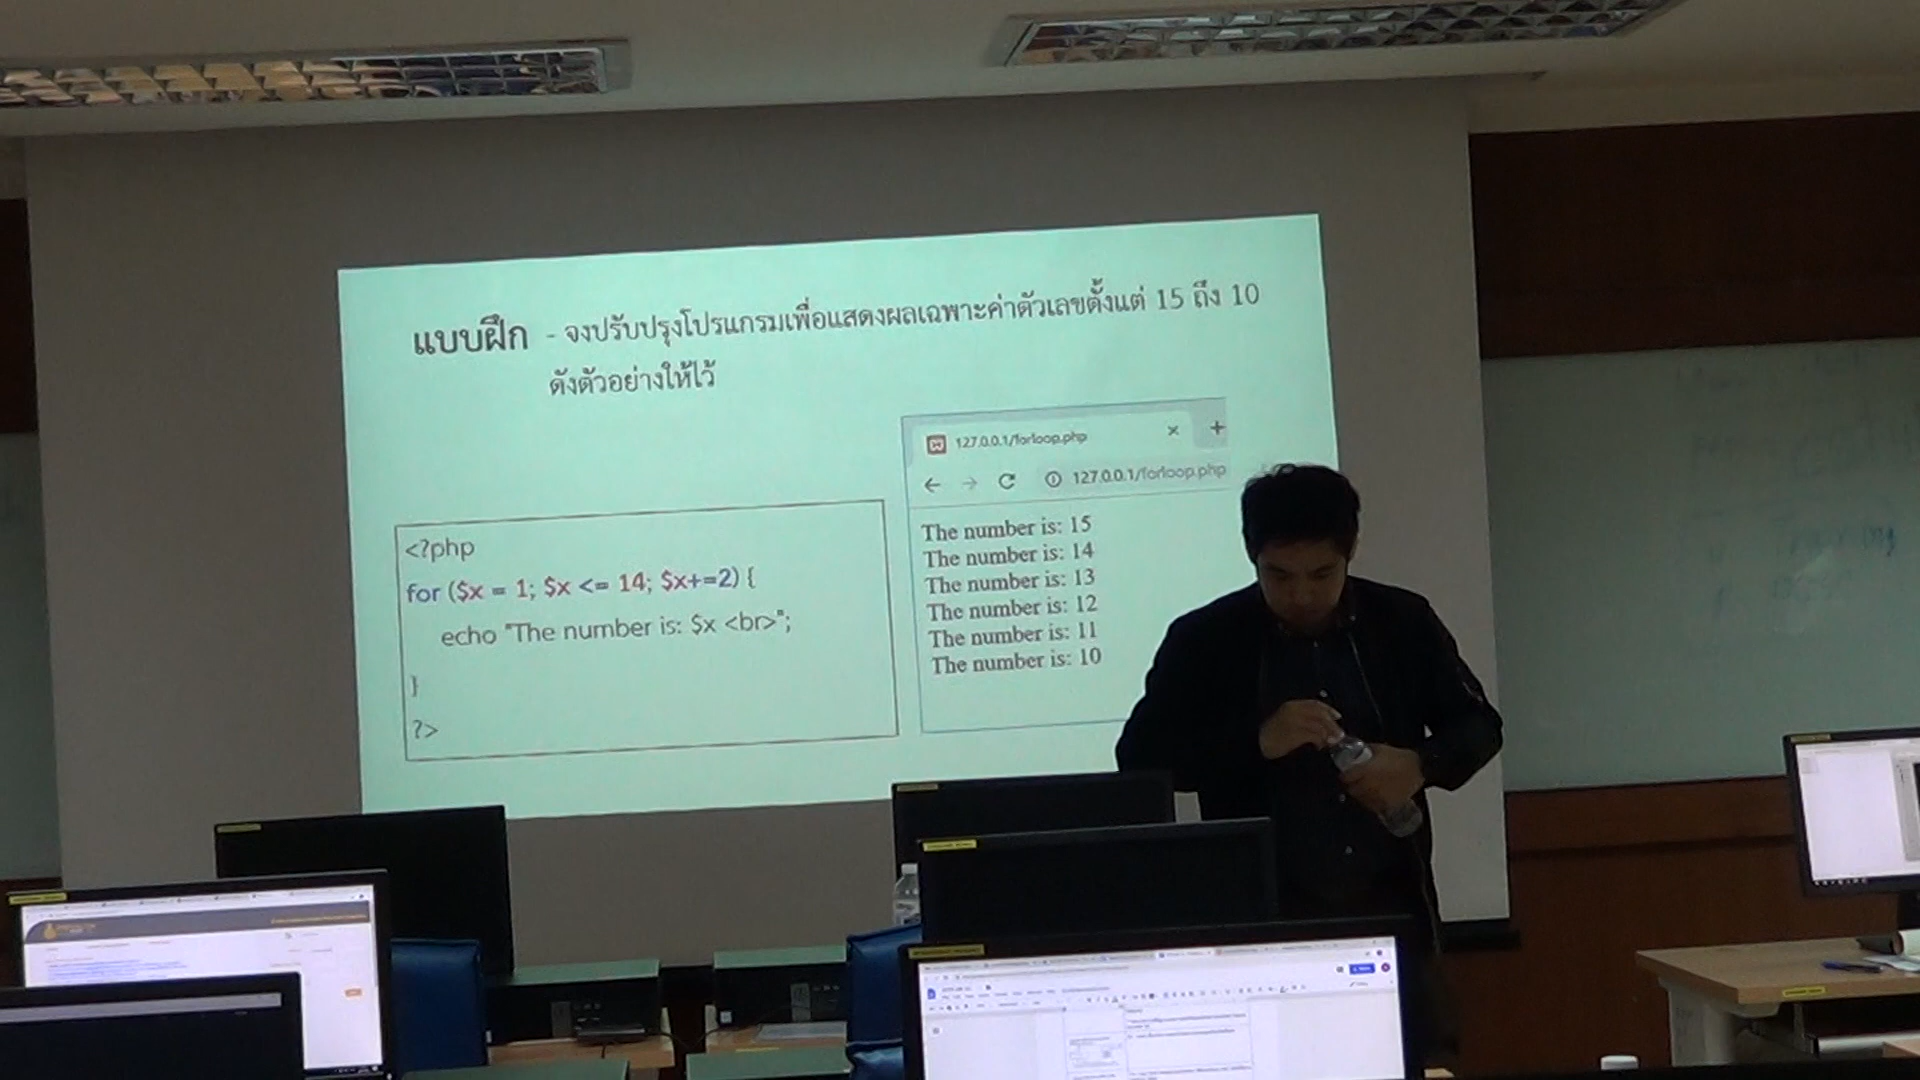 แบบฝึก - จงปรับปรุงโปรแกรมเพื่อแสดงผลเฉพาะค่าตัวเลขตั้งแต่ 15 ถึง 10
ดังตัวอย่างให้ไว้
<?php
for ($x = 1; $x <= 14; $x+=2) {
echo "The number is: $x <br>";
}
?>
127.0.0.1/forloop.php
127.0.0.1/forloop.php
The number is: 15
The number is: 14
The number is: 13
The number is: 12
The number is: 11
The number is: 10